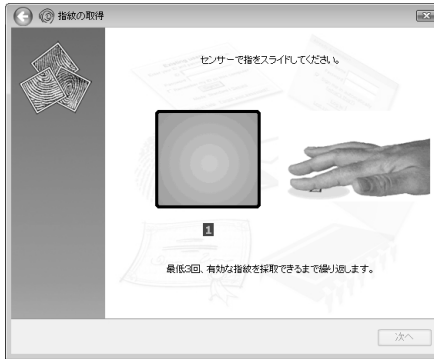 指紋の取得
センサーで指をスライドしてください。
1
最低3回、有効な指紋を採取できるまで繰り返します。
次へ